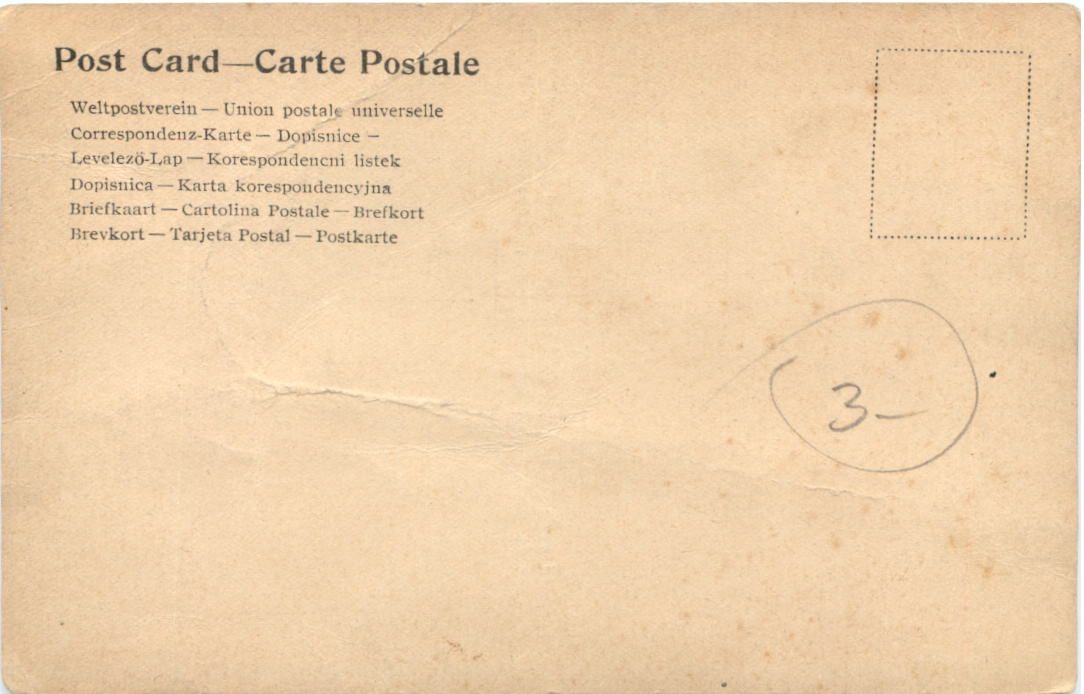 Post Card—Carte Postale
Weltpostverein — Union postale universelle
Correspondenz-Karte — Dopisnice —
Levelezö-Lap — Korespondencni listek
Dopisnica — Karta korespondencyjna
Briefkaart — Cartolina Postale — Brefkort
Brevkort — Tarjeta Postal — Postkarte
3-